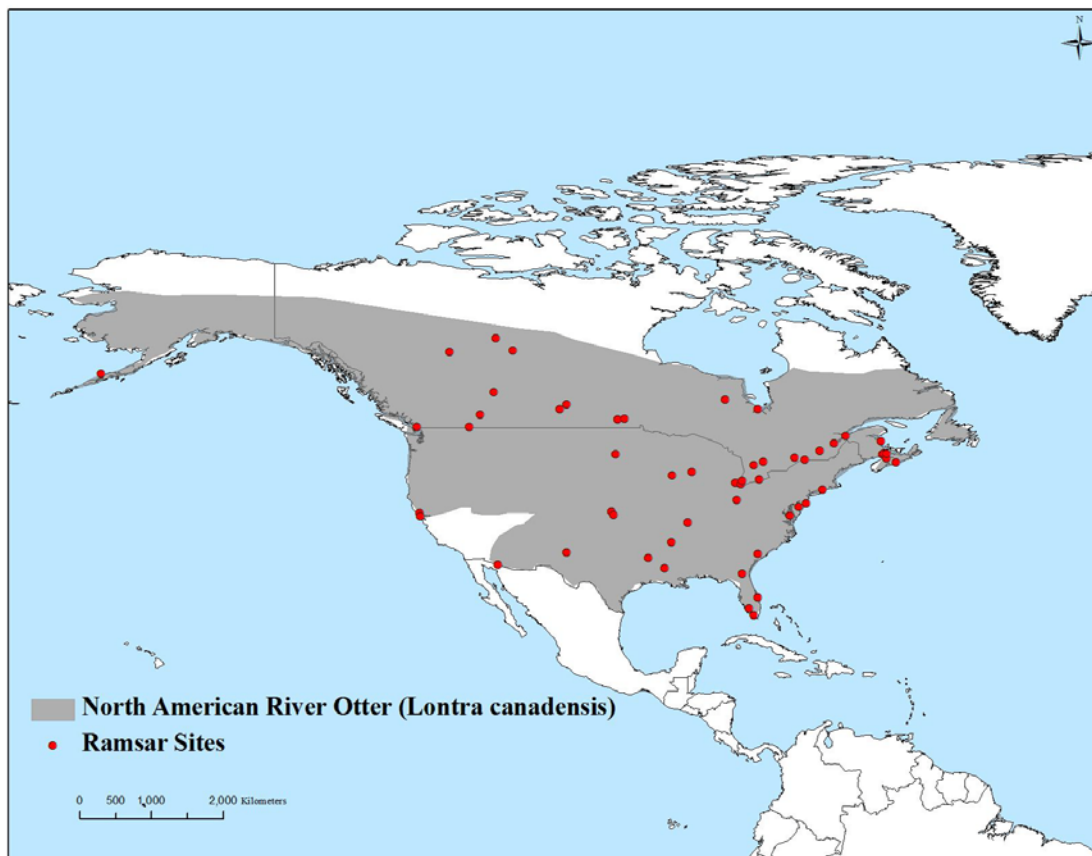 N
North American River Otter (Lontra canadensis)
Ramsar Sites
0 500 1,000 2,000 Kilometers